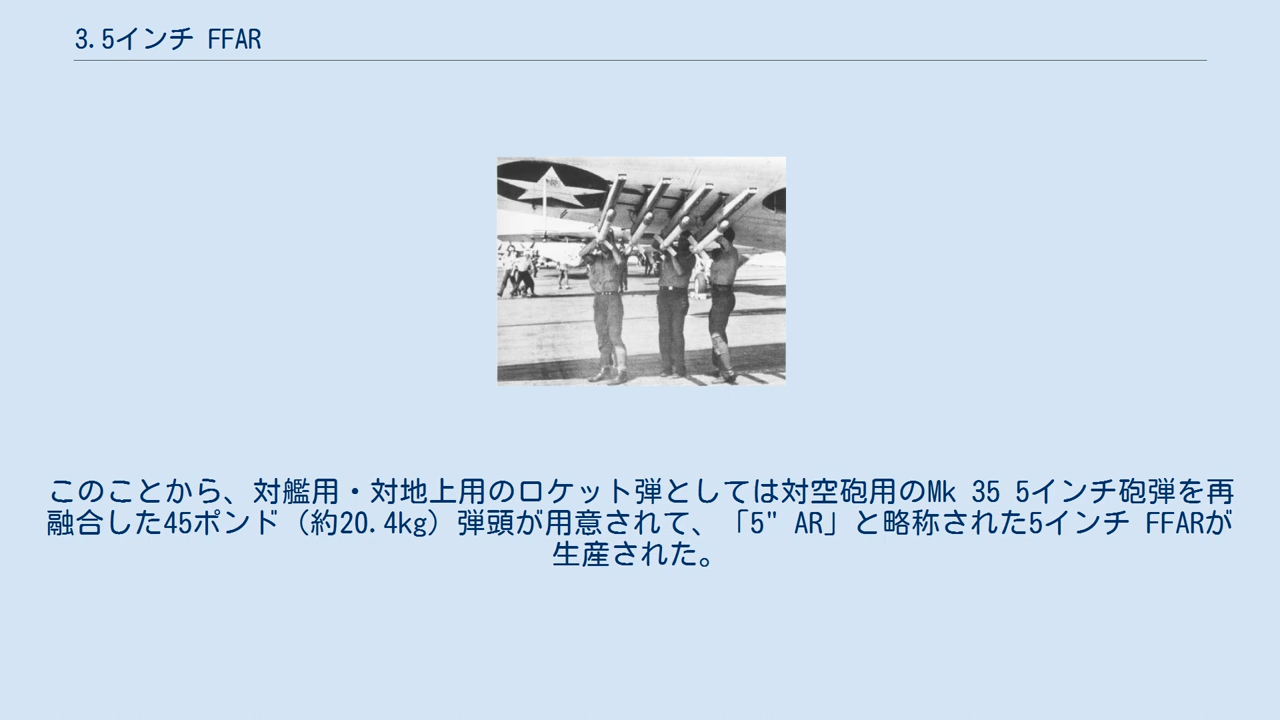 3.5インチ FFAR
このことから、対艦用・対地上用のロケット弾としては対空砲用のMk 35 5インチ砲弾を再
融合した45ポンド（約20.4kg）弾頭が用意されて、「5" AR」と略称された5インチ FFARが
生産された。